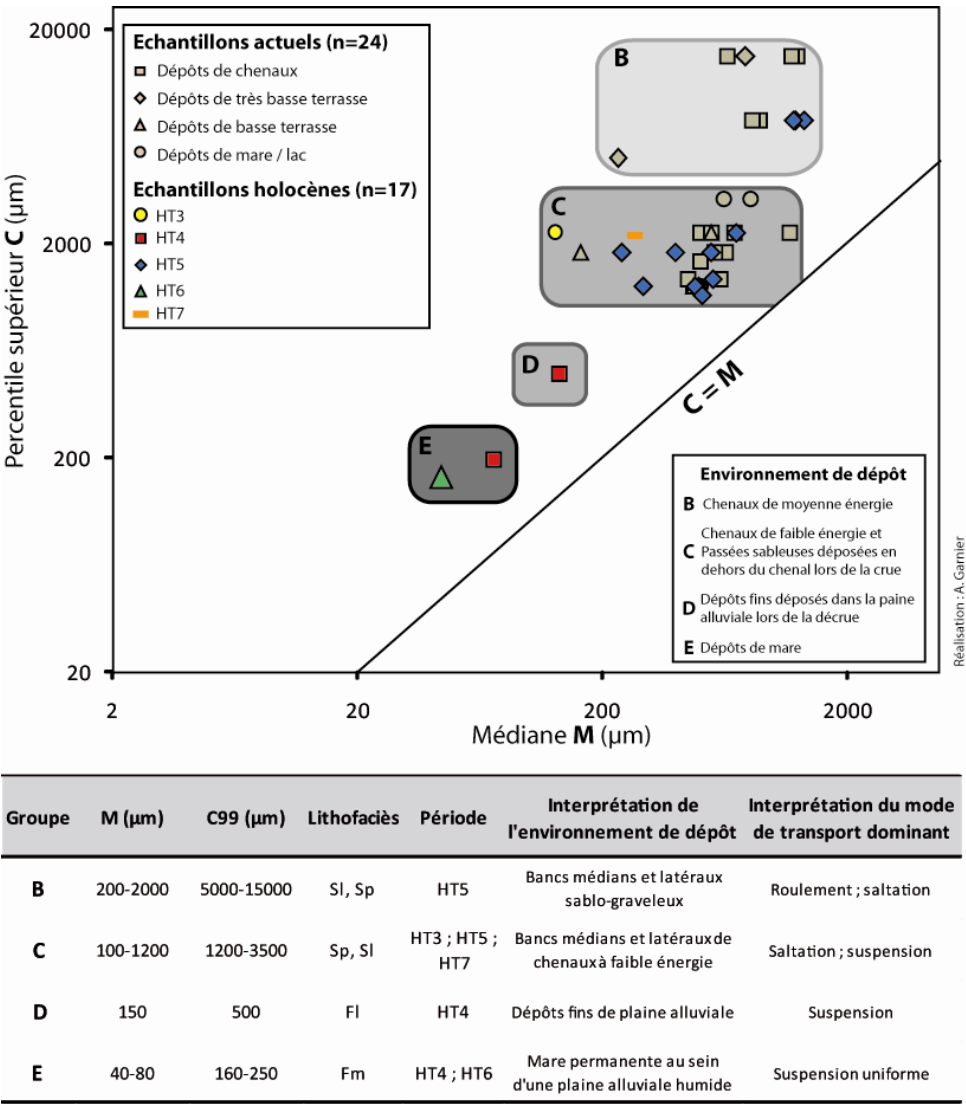 20000
2000
200
20
Percentile supérieur C (µm)
Echantillons actuels (n=24)
Dépôts de chenaux
Dépôts de très basse terrasse
Dépôts de basse terrasse
Dépôts de mare / lac
Echantillons holocènes (n=17)
HT3
HT4
HT5
HT6
HT7
B
C
D
E
C = M
Environnement de dépôt
B Chenaux de moyenne énergie
Chenaux de faible énergie et
C Passées sableuses déposées en
dehors du chenal lors de la crue
D Dépôts fins déposés dans la paine
alluviale lors de la décrue
E Dépôts de mare
Réalisation : A. Garnier
2 20 200 2000
Médiane M (µm)
Groupe M (µm) C99 (µm) Lithofaciès Période Interprétation de l'environnement de dépôt Interprétation du mode de transport dominant
B 200-2000 5000-15000 Sl, Sp HT5 Bancs médians et latéraux sablo-graveleux Roulement ; saltation
C 100-1200 1200-3500 Sp, Sl HT3 ; HT5 ; HT7 Bancs médians et latéraux de chenaux à faible énergie Saltation ; suspension
D 150 500 Fl HT4 Dépôts fins de plaine alluviale Suspension
E 40-80 160-250 Fm HT4 ; HT6 Mare permanente au sein d'une plaine alluviale humide Suspension uniforme